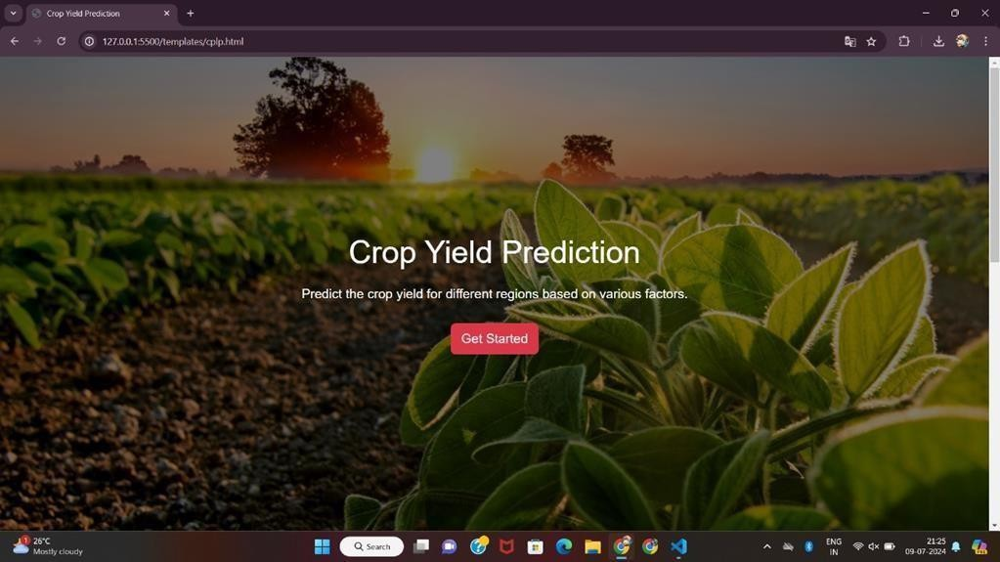 Crop Yield Prediction
127.0.0.1:5500/templates/cplp.html
Crop Yield Prediction
Predict the crop yield for different regions based on various factors.
Get Started
1
26°C
Mostly cloudy
Search
ENG
IN
21:25
09-07-2024